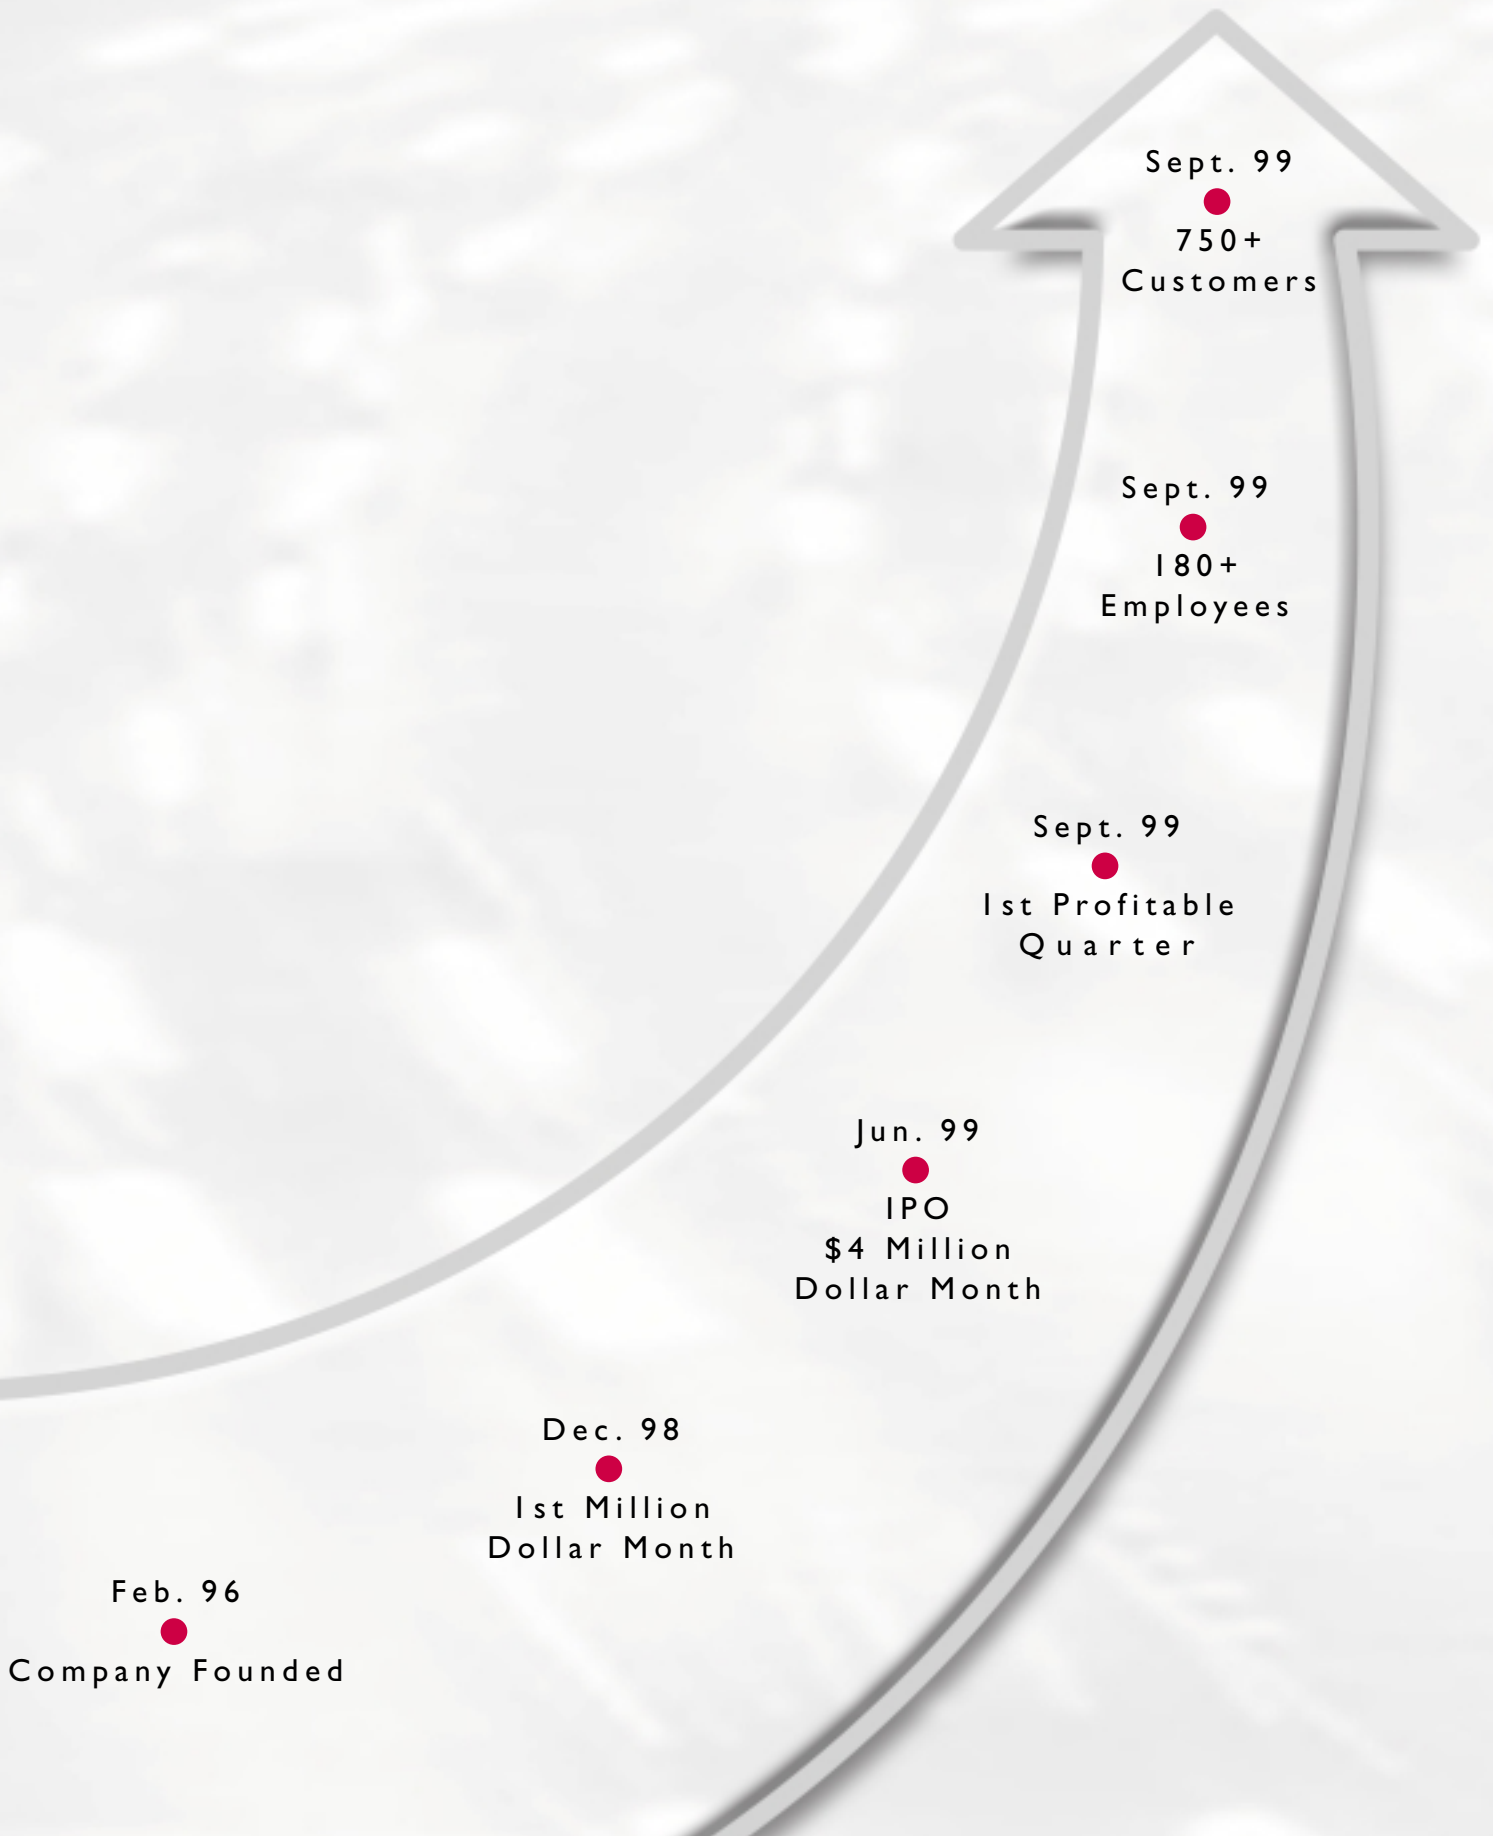 Sept. 99
750+
Customers
Sept. 99
180+
Employees
Sept. 99
1st Profitable
Quarter
Jun. 99
IPO
$4 Million
Dollar Month
Dec. 98
1st Million
Dollar Month
Feb. 96
Company Founded